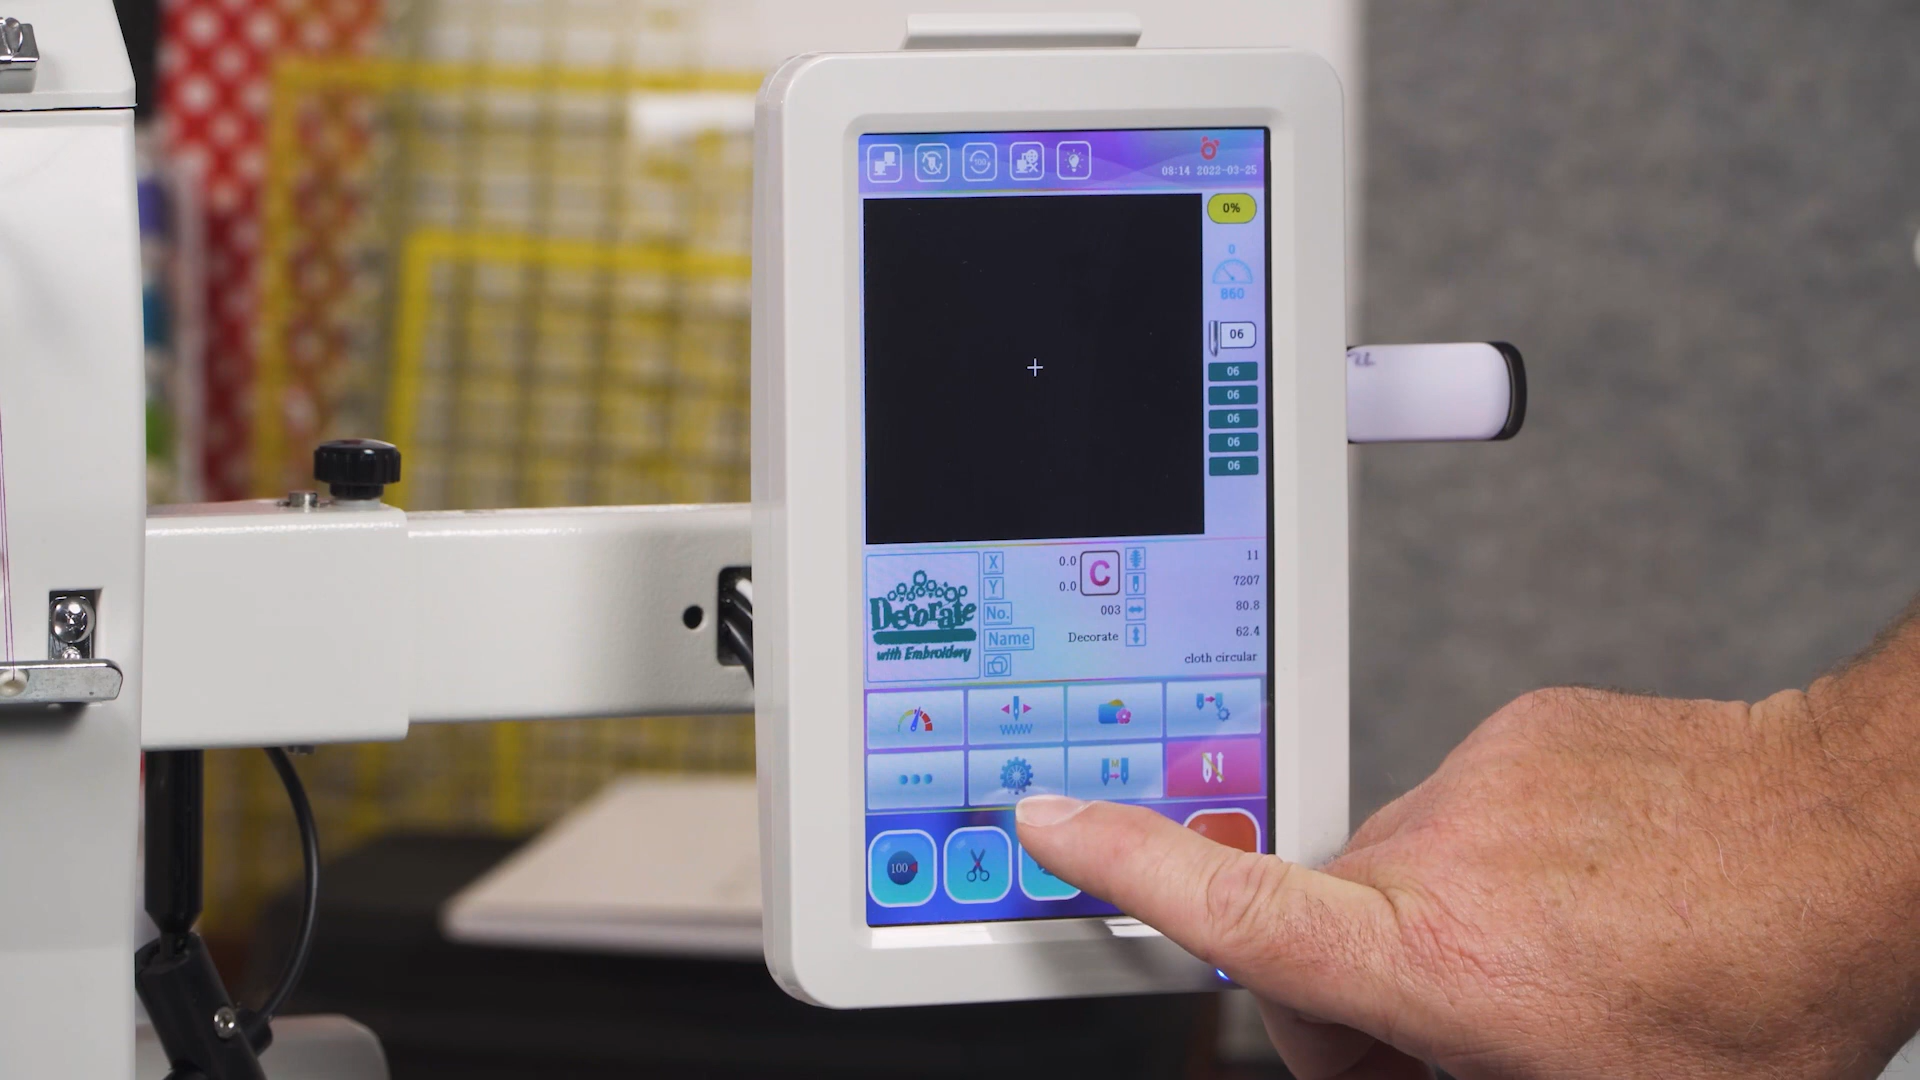 08:14 2022-03-25
0%
0
860
06
06
06
06
06
06
Decorate
with Embroidery
X 0.0 C 11
Y 0.0 7207
No. 003 80.8
Name Decorate 62.4
cloth circular
M
100